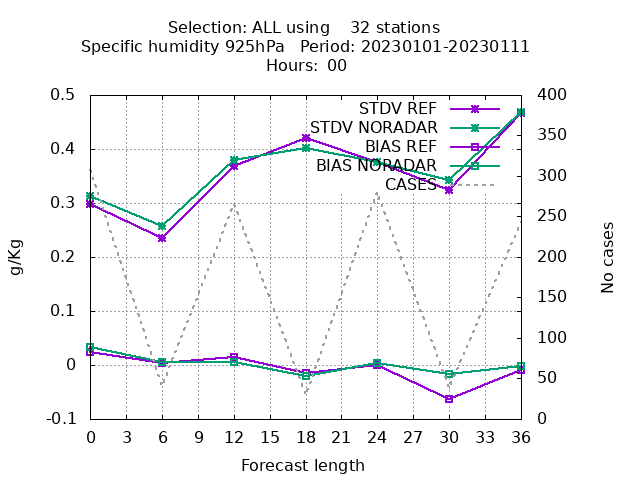 Selection: ALL using    32 stations
Specific humidity 925hPa   Period: 20230101-20230111
Hours: 00
0.5
0.4
0.3
0.2
0.1
0
-0.1
g/Kg
STDV REF
STDV NORADAR
BIAS REF
BIAS NORADAR
CASES
400
350
300
250
200
150
100
50
0
No cases
0 3 6 9 12 15 18 21 24 27 30 33 36
Forecast length